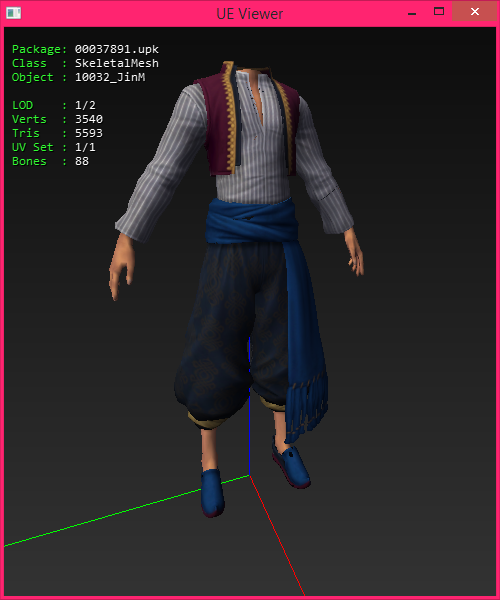 UE Viewer
Package: 00037891.upk
Class : SkeletalMesh
Object : 10032_JinM
LOD : 1/2
Verts : 3540
Tris : 5593
UV Set : 1/1
Bones : 88